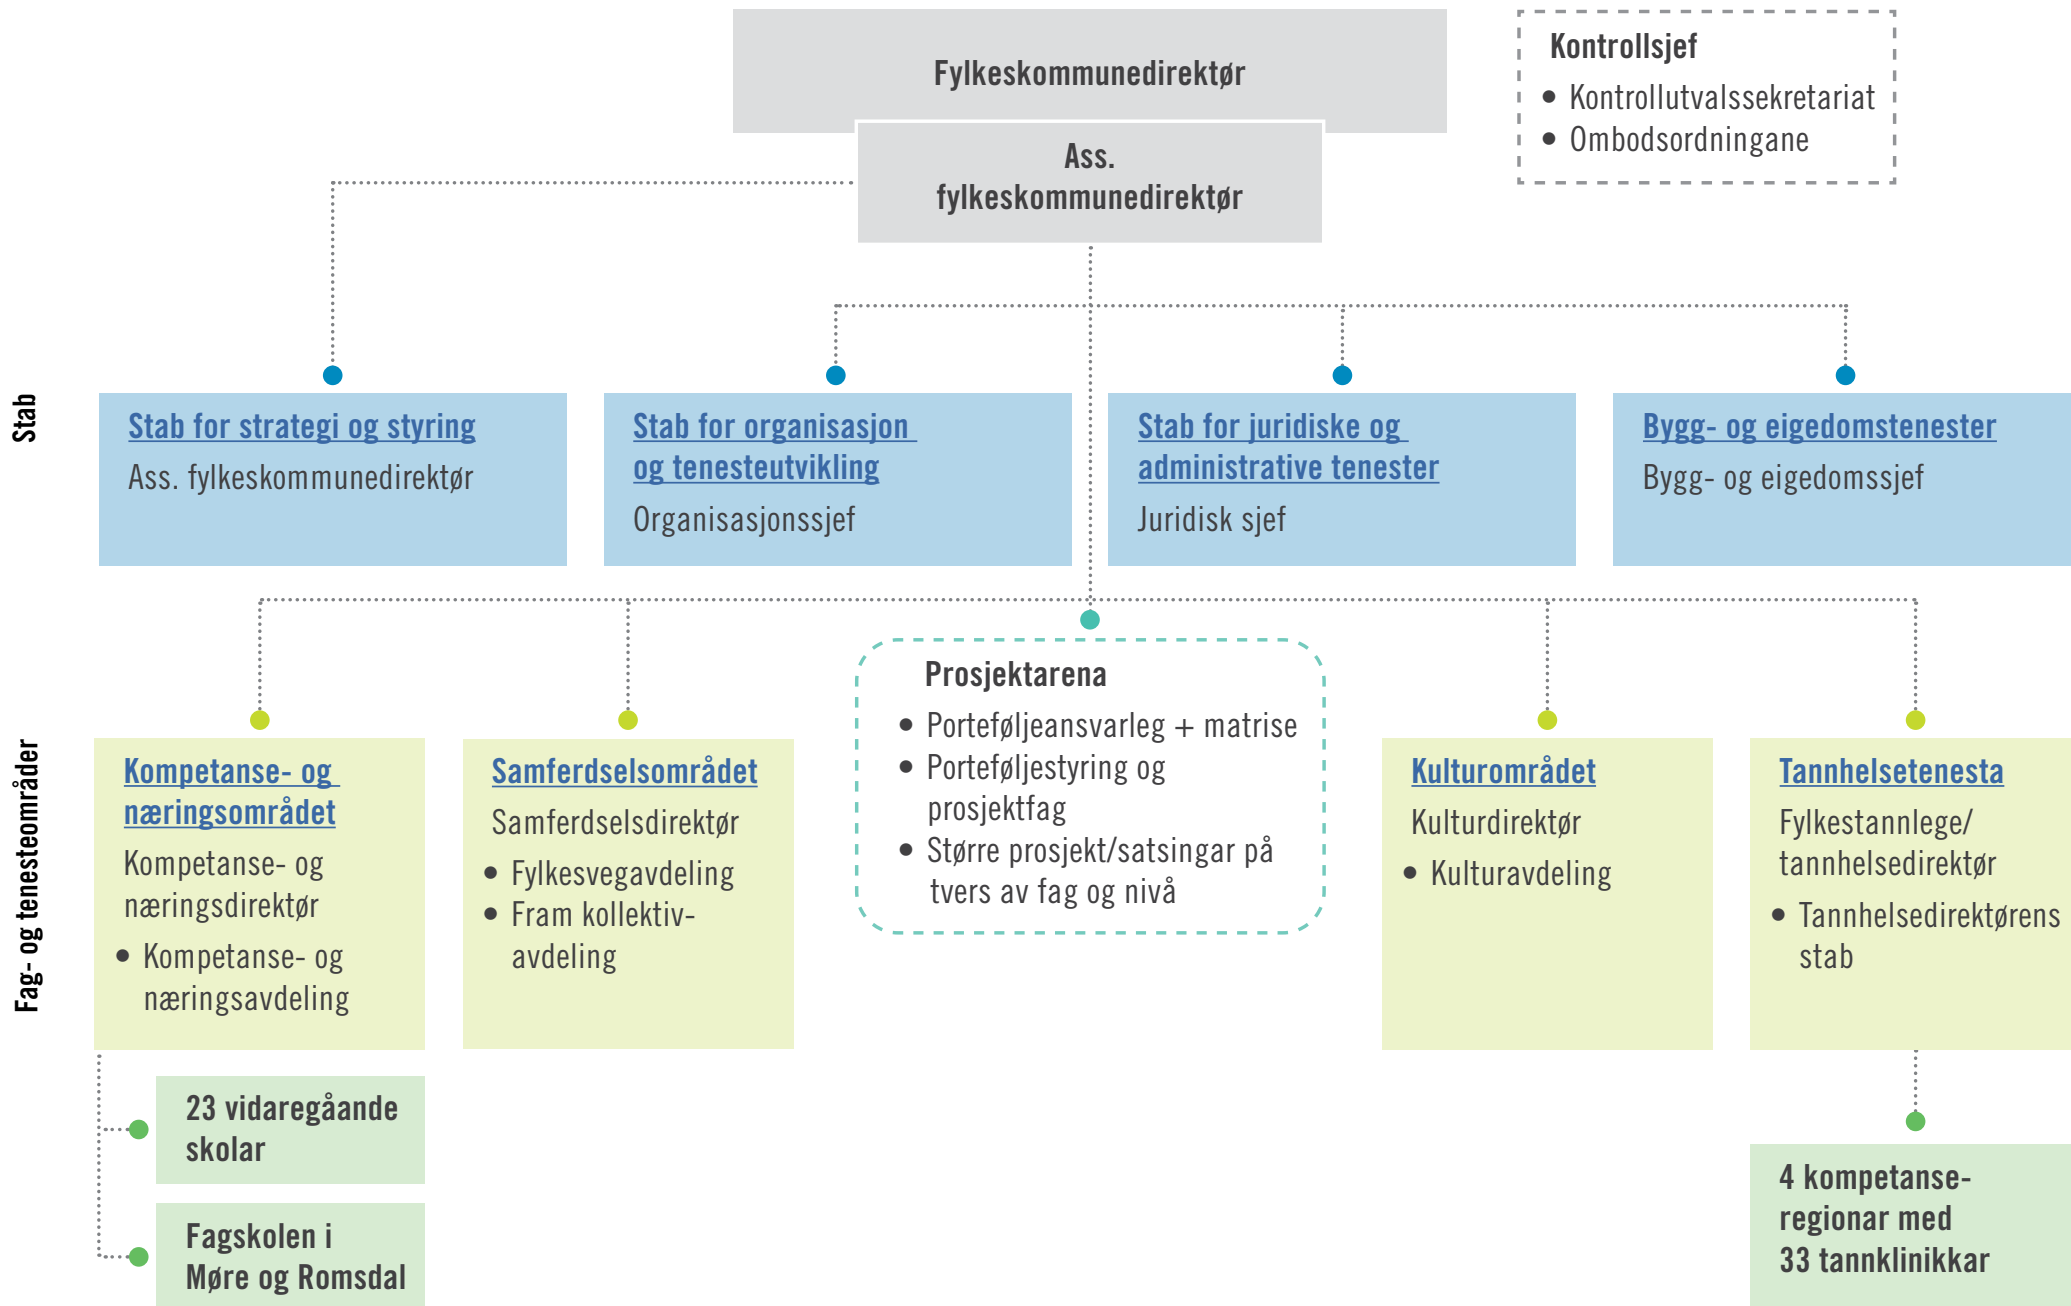 Fylkeskommunedirektør
Ass.
fylkeskommunedirektør
Kontrollsjef
• Kontrollutvalssekretariat
• Ombodsordningane
Stab
Stab for strategi og styring
Ass. fylkeskommunedirektør
Stab for organisasjon
og tenesteutvikling
Organisasjonssjef
Stab for juridiske og
administrative tenester
Juridisk sjef
Bygg- og eigedomstenester
Bygg- og eigedomssjef
Fag- og tenesteområder
Kompetanse- og
næringsområdet
Kompetanse- og
næringsdirektør
• Kompetanse- og
næringsavdeling
Samferdselsområdet
Samferdselsdirektør
• Fylkesvegavdeling
• Fram kollektiv-
avdeling
Prosjektarena
• Porteføljeansvarleg + matrise
• Porteføljestyring og
prosjektfag
• Større prosjekt/satsingar på
tvers av fag og nivå
Kulturområdet
Kulturdirektør
• Kulturavdeling
Tannhelsetenesta
Fylkestannlege/
tannhelsedirektør
• Tannhelsedirektørens
stab
23 vidaregåande
skolar
Fagskolen i
Møre og Romsdal
4 kompetanse-
regionar med
33 tannklinikkar